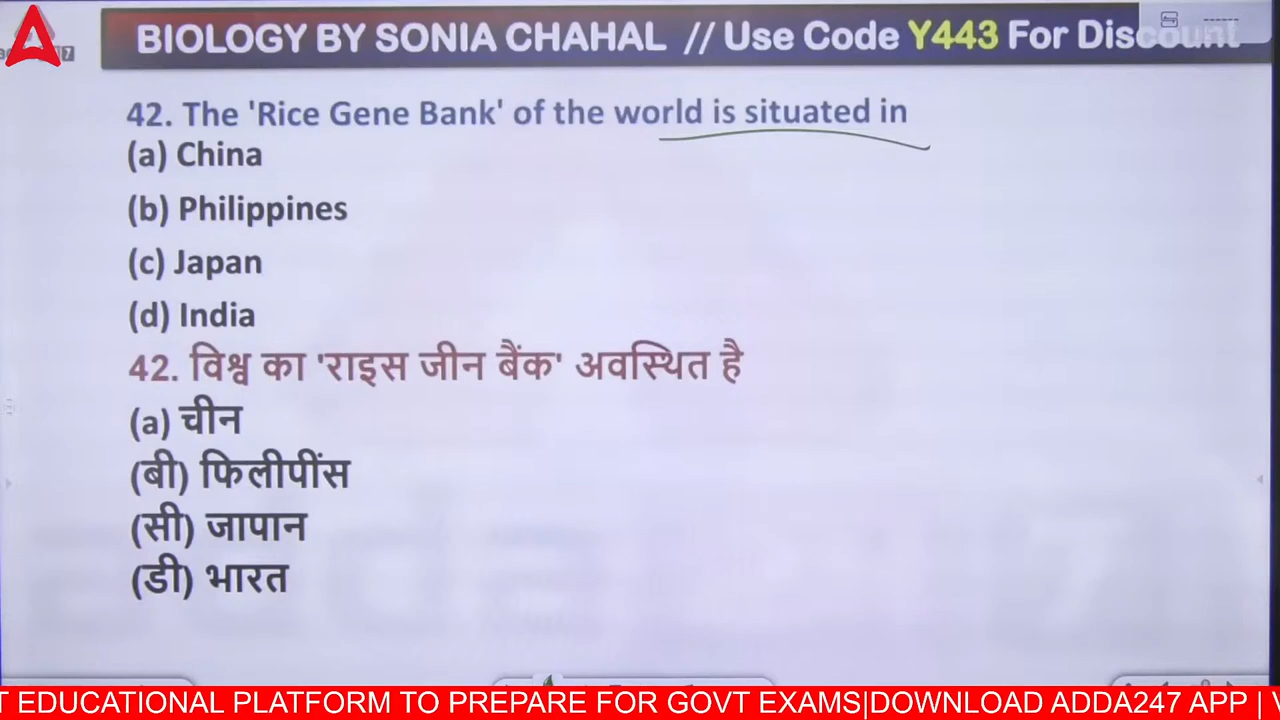 BIOLOGY BY SONIA CHAHAL // Use Code Y443 For Discount
42. The 'Rice Gene Bank' of the world is situated in
(a) China
(b) Philippines
(c) Japan
(d) India
42. विश्व का 'राइस जीन बैंक' अवस्थित है
(a) चीन
(बी) फिलीपींस
(सी) जापान
(डी) भारत
T EDUCATIONAL PLATFORM TO PREPARE FOR GOVT EXAMS|DOWNLOAD ADDA247 APP |